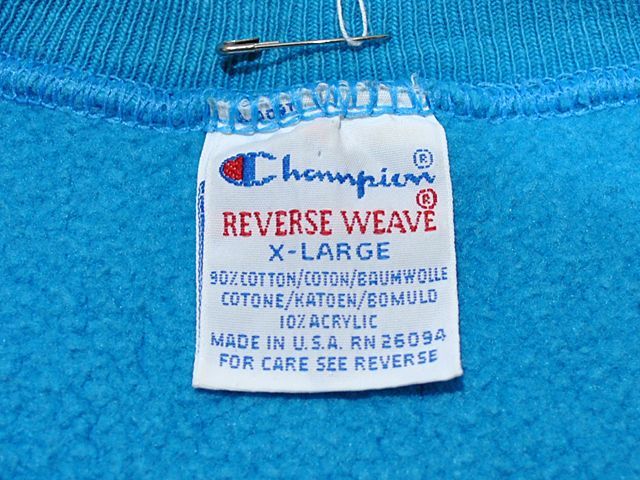 Champion®
REVERSE WEAVE®
X-LARGE
90% COTTON/COTON/BAUMWOLLE
COTONE/KATOEN/BOMULD
10% ACRYLIC
MADE IN U.S.A. RN 26094
FOR CARE SEE REVERSE